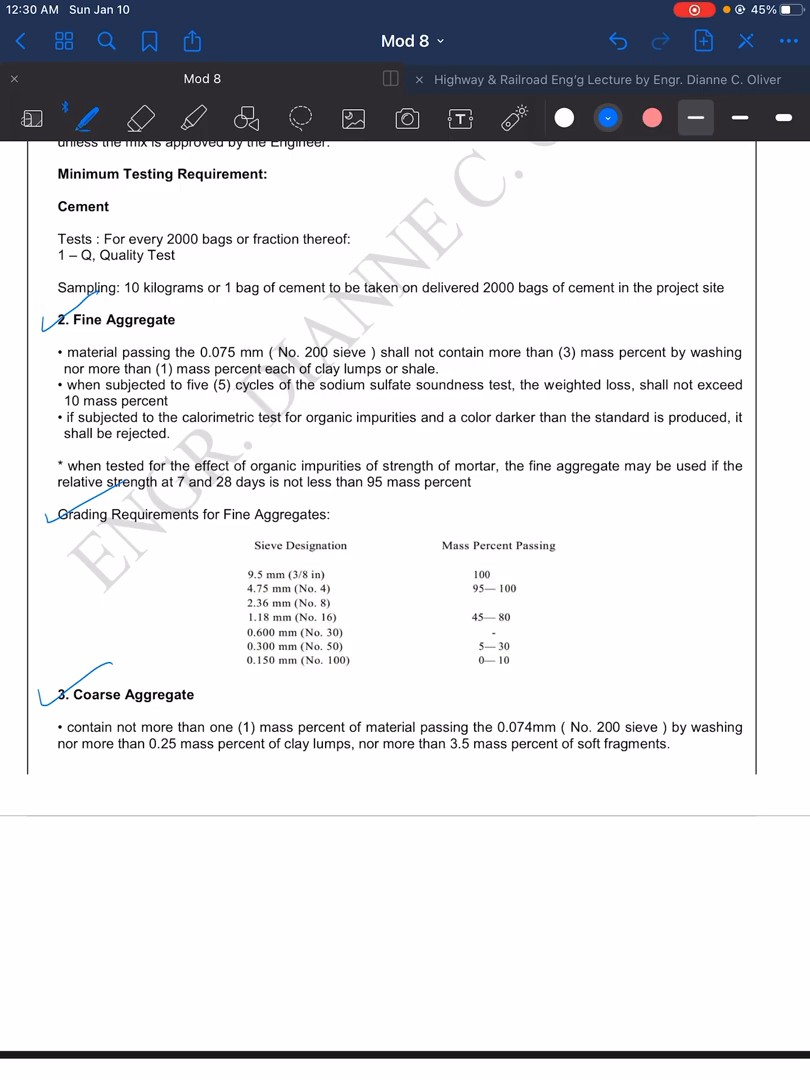 12:30 AM Sun Jan 10
45%
Mod 8
Mod 8
Highway & Railroad Eng'g Lecture by Engr. Dianne C. Oliver
unless the mix is approved by the Engineer.
Minimum Testing Requirement:
Cement
Tests : For every 2000 bags or fraction thereof:
1 – Q, Quality Test
Sampling: 10 kilograms or 1 bag of cement to be taken on delivered 2000 bags of cement in the project site
2. Fine Aggregate
• material passing the 0.075 mm ( No. 200 sieve ) shall not contain more than (3) mass percent by washing
nor more than (1) mass percent each of clay lumps or shale.
• when subjected to five (5) cycles of the sodium sulfate soundness test, the weighted loss, shall not exceed
10 mass percent
• if subjected to the calorimetric test for organic impurities and a color darker than the standard is produced, it
shall be rejected.
* when tested for the effect of organic impurities of strength of mortar, the fine aggregate may be used if the
relative strength at 7 and 28 days is not less than 95 mass percent
Grading Requirements for Fine Aggregates:
Sieve Designation Mass Percent Passing
9.5 mm (3/8 in) 100
4.75 mm (No. 4) 95— 100
2.36 mm (No. 8)
1.18 mm (No. 16) 45— 80
0.600 mm (No. 30) -
0.300 mm (No. 50) 5— 30
0.150 mm (No. 100) 0— 10
3. Coarse Aggregate
• contain not more than one (1) mass percent of material passing the 0.074mm ( No. 200 sieve ) by washing
nor more than 0.25 mass percent of clay lumps, nor more than 3.5 mass percent of soft fragments.
ENGR. DIANNE C.